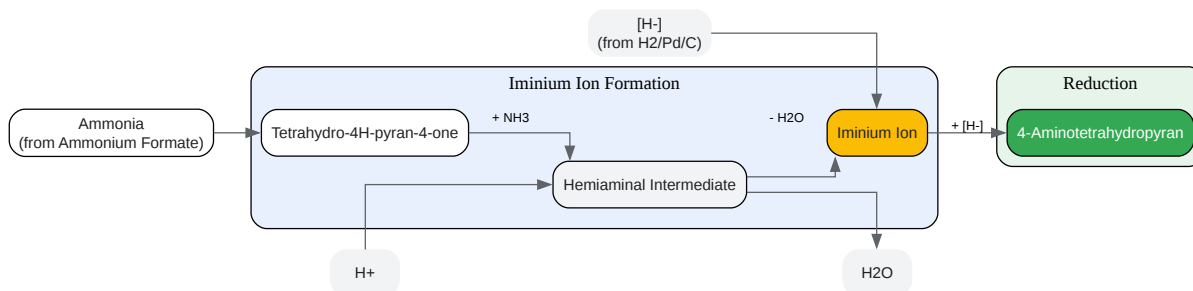 [H-]
(from H2/Pd/C)
Iminium Ion Formation
Reduction
Ammonia
(from Ammonium Formate)
Tetrahydro-4H-pyran-4-one
+ NH3
- H2O
Iminium Ion
+ [H-]
4-Aminotetrahydropyran
Hemiaminal Intermediate
H+
H2O